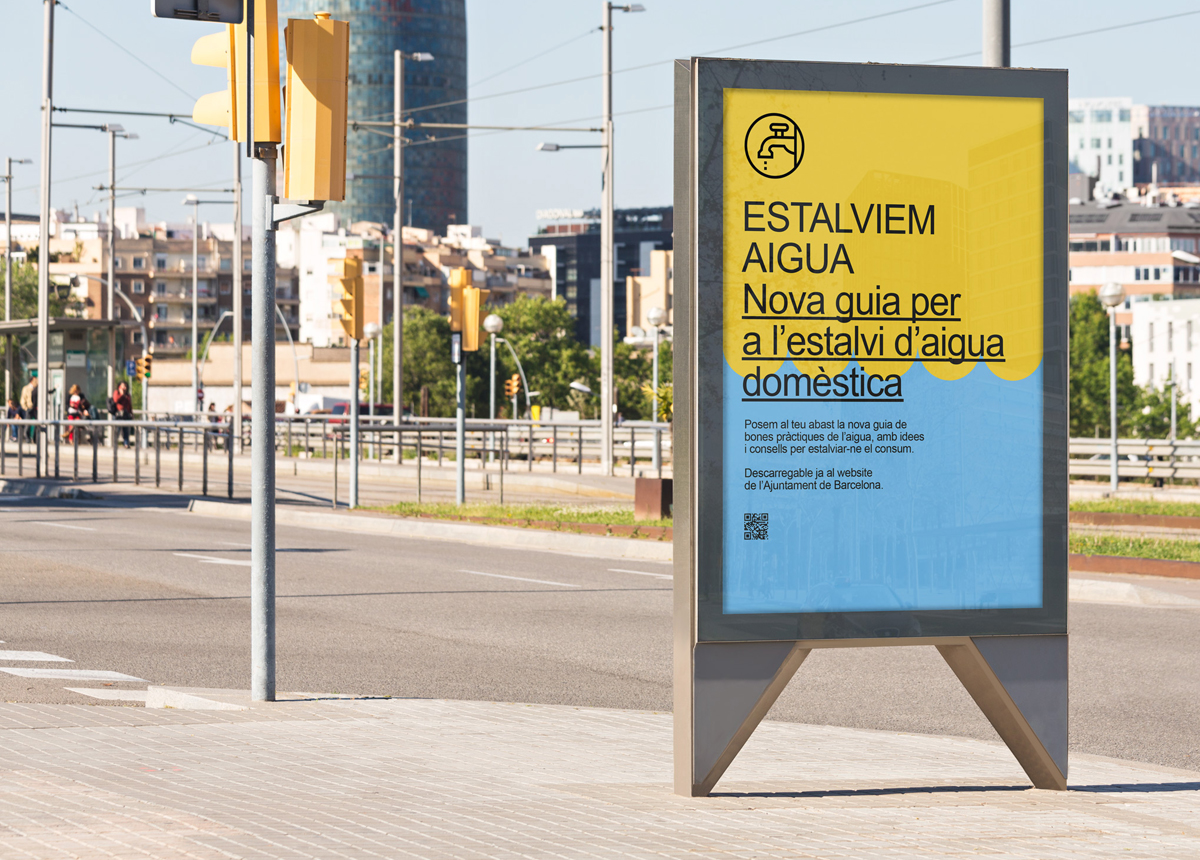 ESTALVIEM
AIGUA
Nova guia per
a l’estalvi d’aigua
domèstica
Posem al teu abast la nova guia de
bones pràctiques de l’aigua, amb idees
i consells per estalviar-ne el consum.
Descarregable ja al website
de l’Ajuntament de Barcelona.